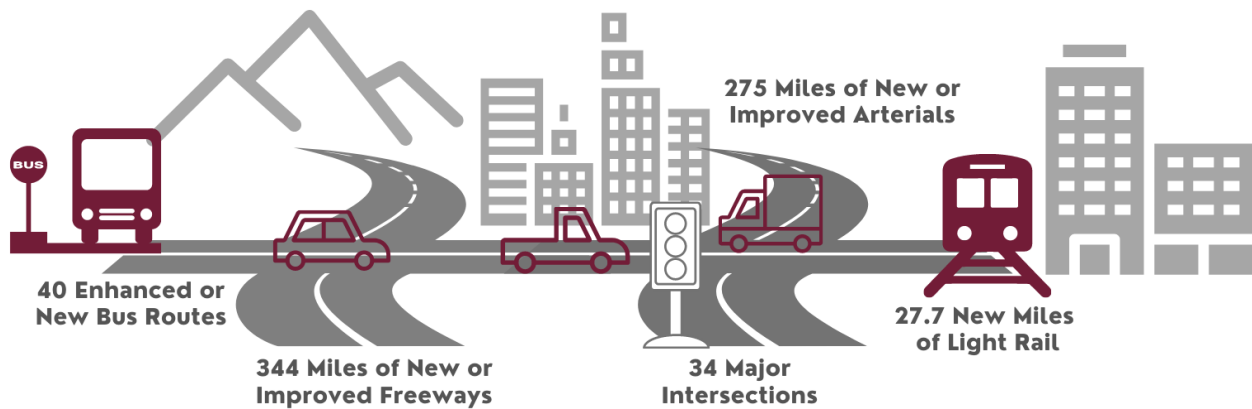 BUS
40 Enhanced or
New Bus Routes
344 Miles of New or
Improved Freeways
275 Miles of New or
Improved Arterials
34 Major
Intersections
27.7 New Miles
of Light Rail